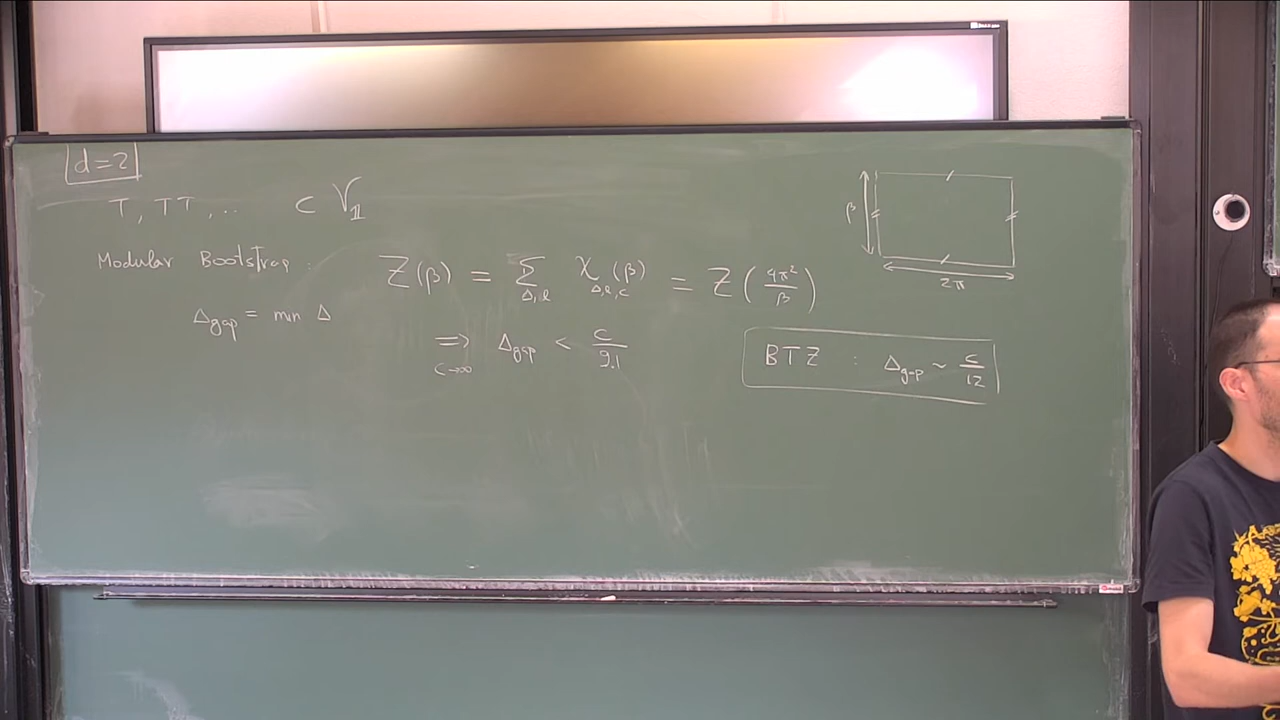 d=2
T, TT, .. ⊂ V_𝟙
Modular Bootstrap :
Z(β) = Σ_{Δ,ℓ} χ_{Δ,ℓ,c}(β) = Z(4π²/β)
Δ_gap = min Δ
⟹_{c→∞} Δ_gap < c/9.1
BTZ : Δ_gap ~ c/12
β
2π